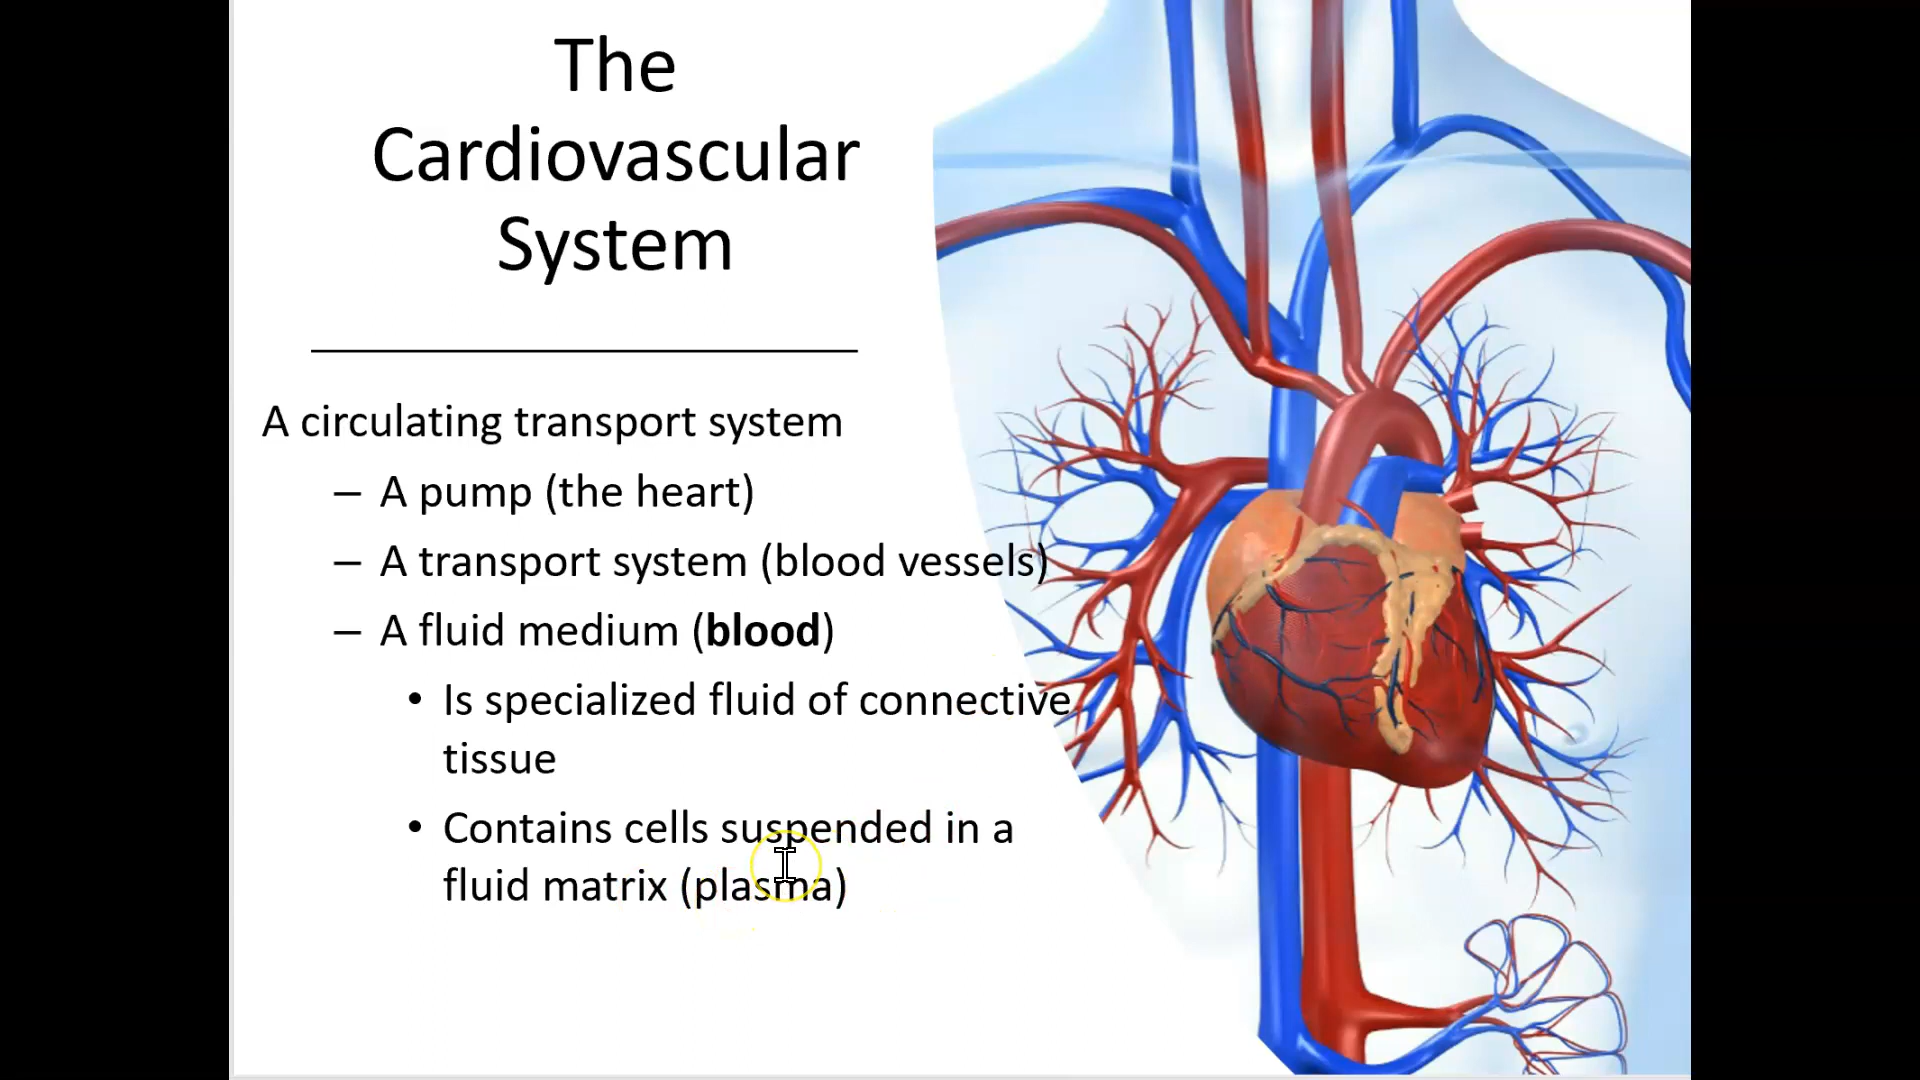 The
Cardiovascular
System
A circulating transport system
– A pump (the heart)
– A transport system (blood vessels)
– A fluid medium (blood)
• Is specialized fluid of connective
tissue
• Contains cells suspended in a
fluid matrix (plasma)